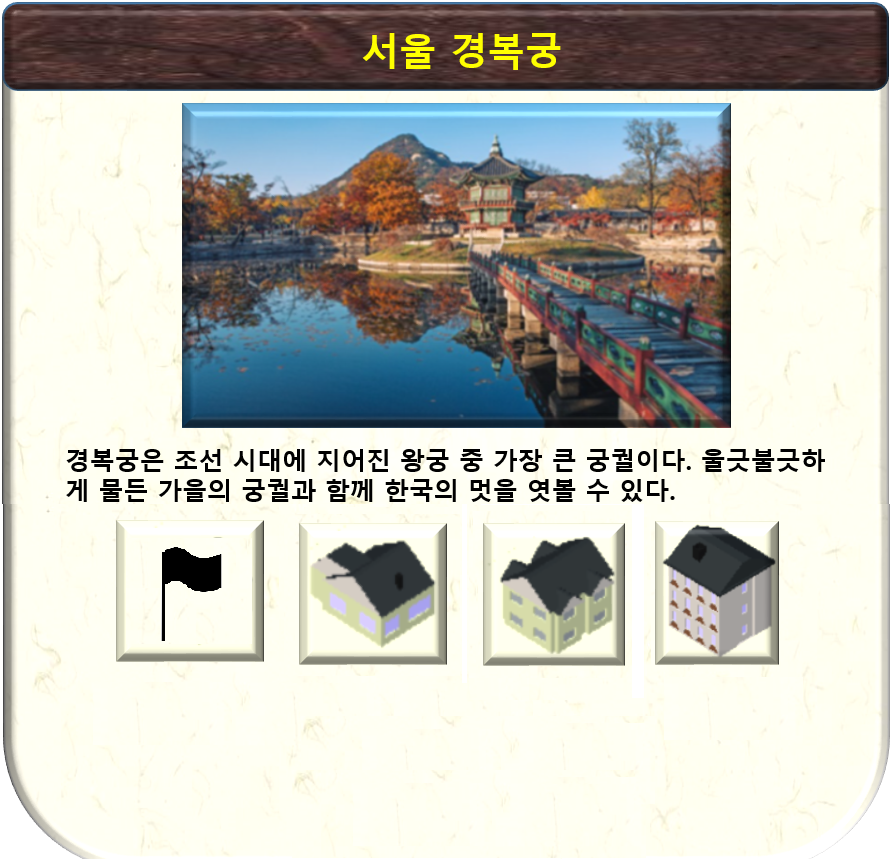 서울 경복궁
경복궁은 조선 시대에 지어진 왕궁 중 가장 큰 궁궐이다. 울긋불긋하
게 물든 가을의 궁궐과 함께 한국의 멋을 엿볼 수 있다.